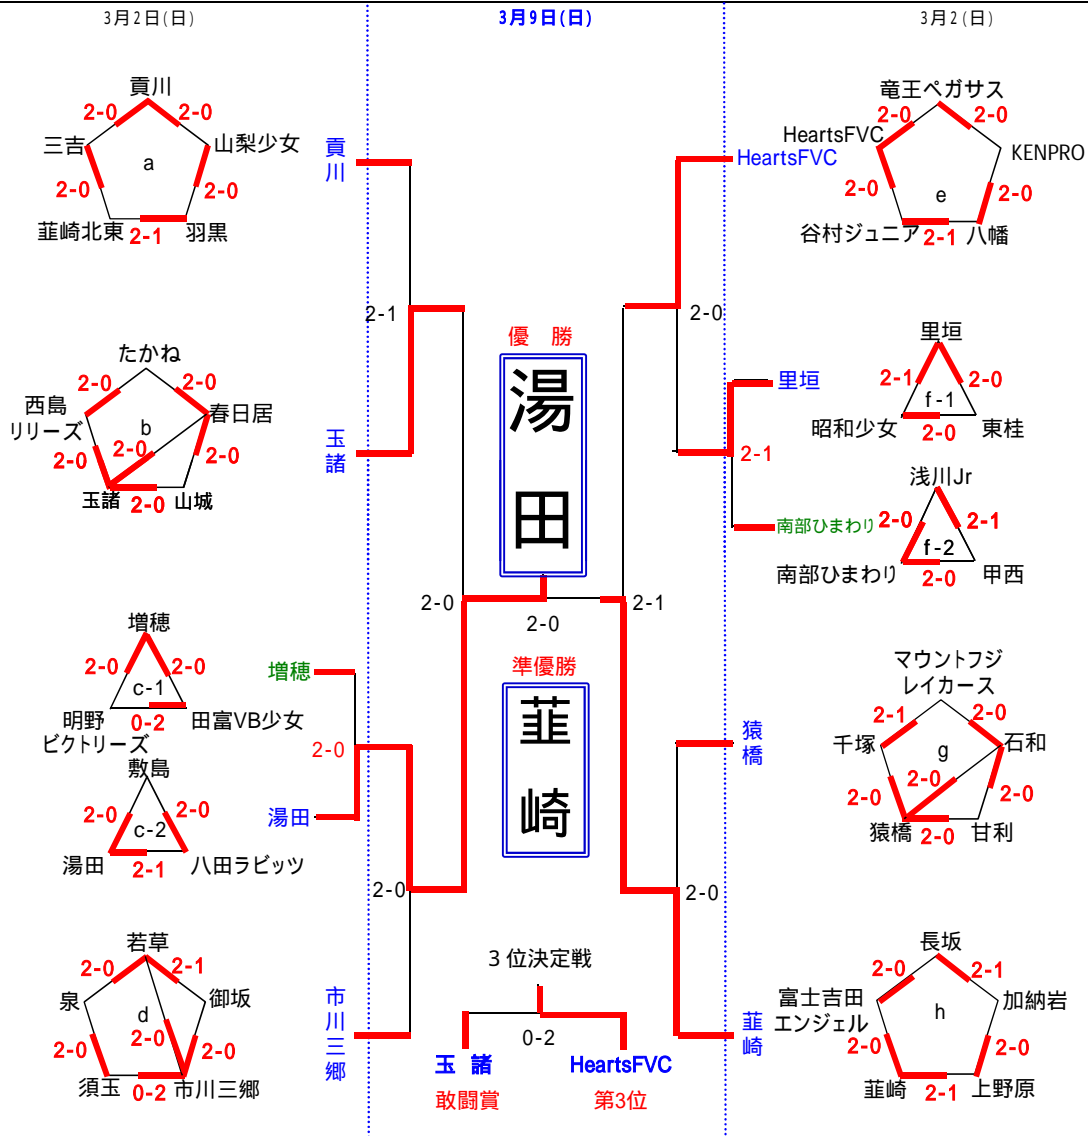 3月2日(日)
3月9日(日)
3月2(日)
貢川
2-0
2-0
三吉
山梨少女
a
2-0
2-0
韮崎北東
2-1
羽黒
たかね
2-0
2-0
西島
リリーズ
春日居
b
2-0
2-0
2-0
玉諸
2-0
山城
増穂
2-0
2-0
c-1
明野
ビクトリーズ
0-2
田富VB少女
敷島
2-0
2-0
c-2
湯田
2-1
八田ラビッツ
若草
2-0
2-1
泉
御坂
d
2-0
2-0
2-0
須玉
0-2
市川三郷
貢川
2-1
玉諸
増穂
2-0
湯田
2-0
市川三郷
2-0
優 勝
湯田
2-0
準優勝
韮崎
3位決定戦
0-2
玉 諸
HeartsFVC
敢闘賞
第3位
HeartsFVC
2-0
里垣
2-1
南部ひまわり
2-1
猿橋
2-0
韮崎
竜王ペガサス
2-0
2-0
HeartsFVC
KENPRO
2-0
e
2-0
谷村ジュニア
2-1
八幡
里垣
2-1
2-0
f-1
昭和少女
2-0
東桂
浅川Jr
2-0
2-1
f-2
南部ひまわり
2-0
甲西
マウントフジ
レイカース
2-1
2-0
千塚
石和
g
2-0
2-0
2-0
猿橋
2-0
甘利
長坂
2-0
2-1
富士吉田
エンジェル
加納岩
h
2-0
2-0
韮崎
2-1
上野原